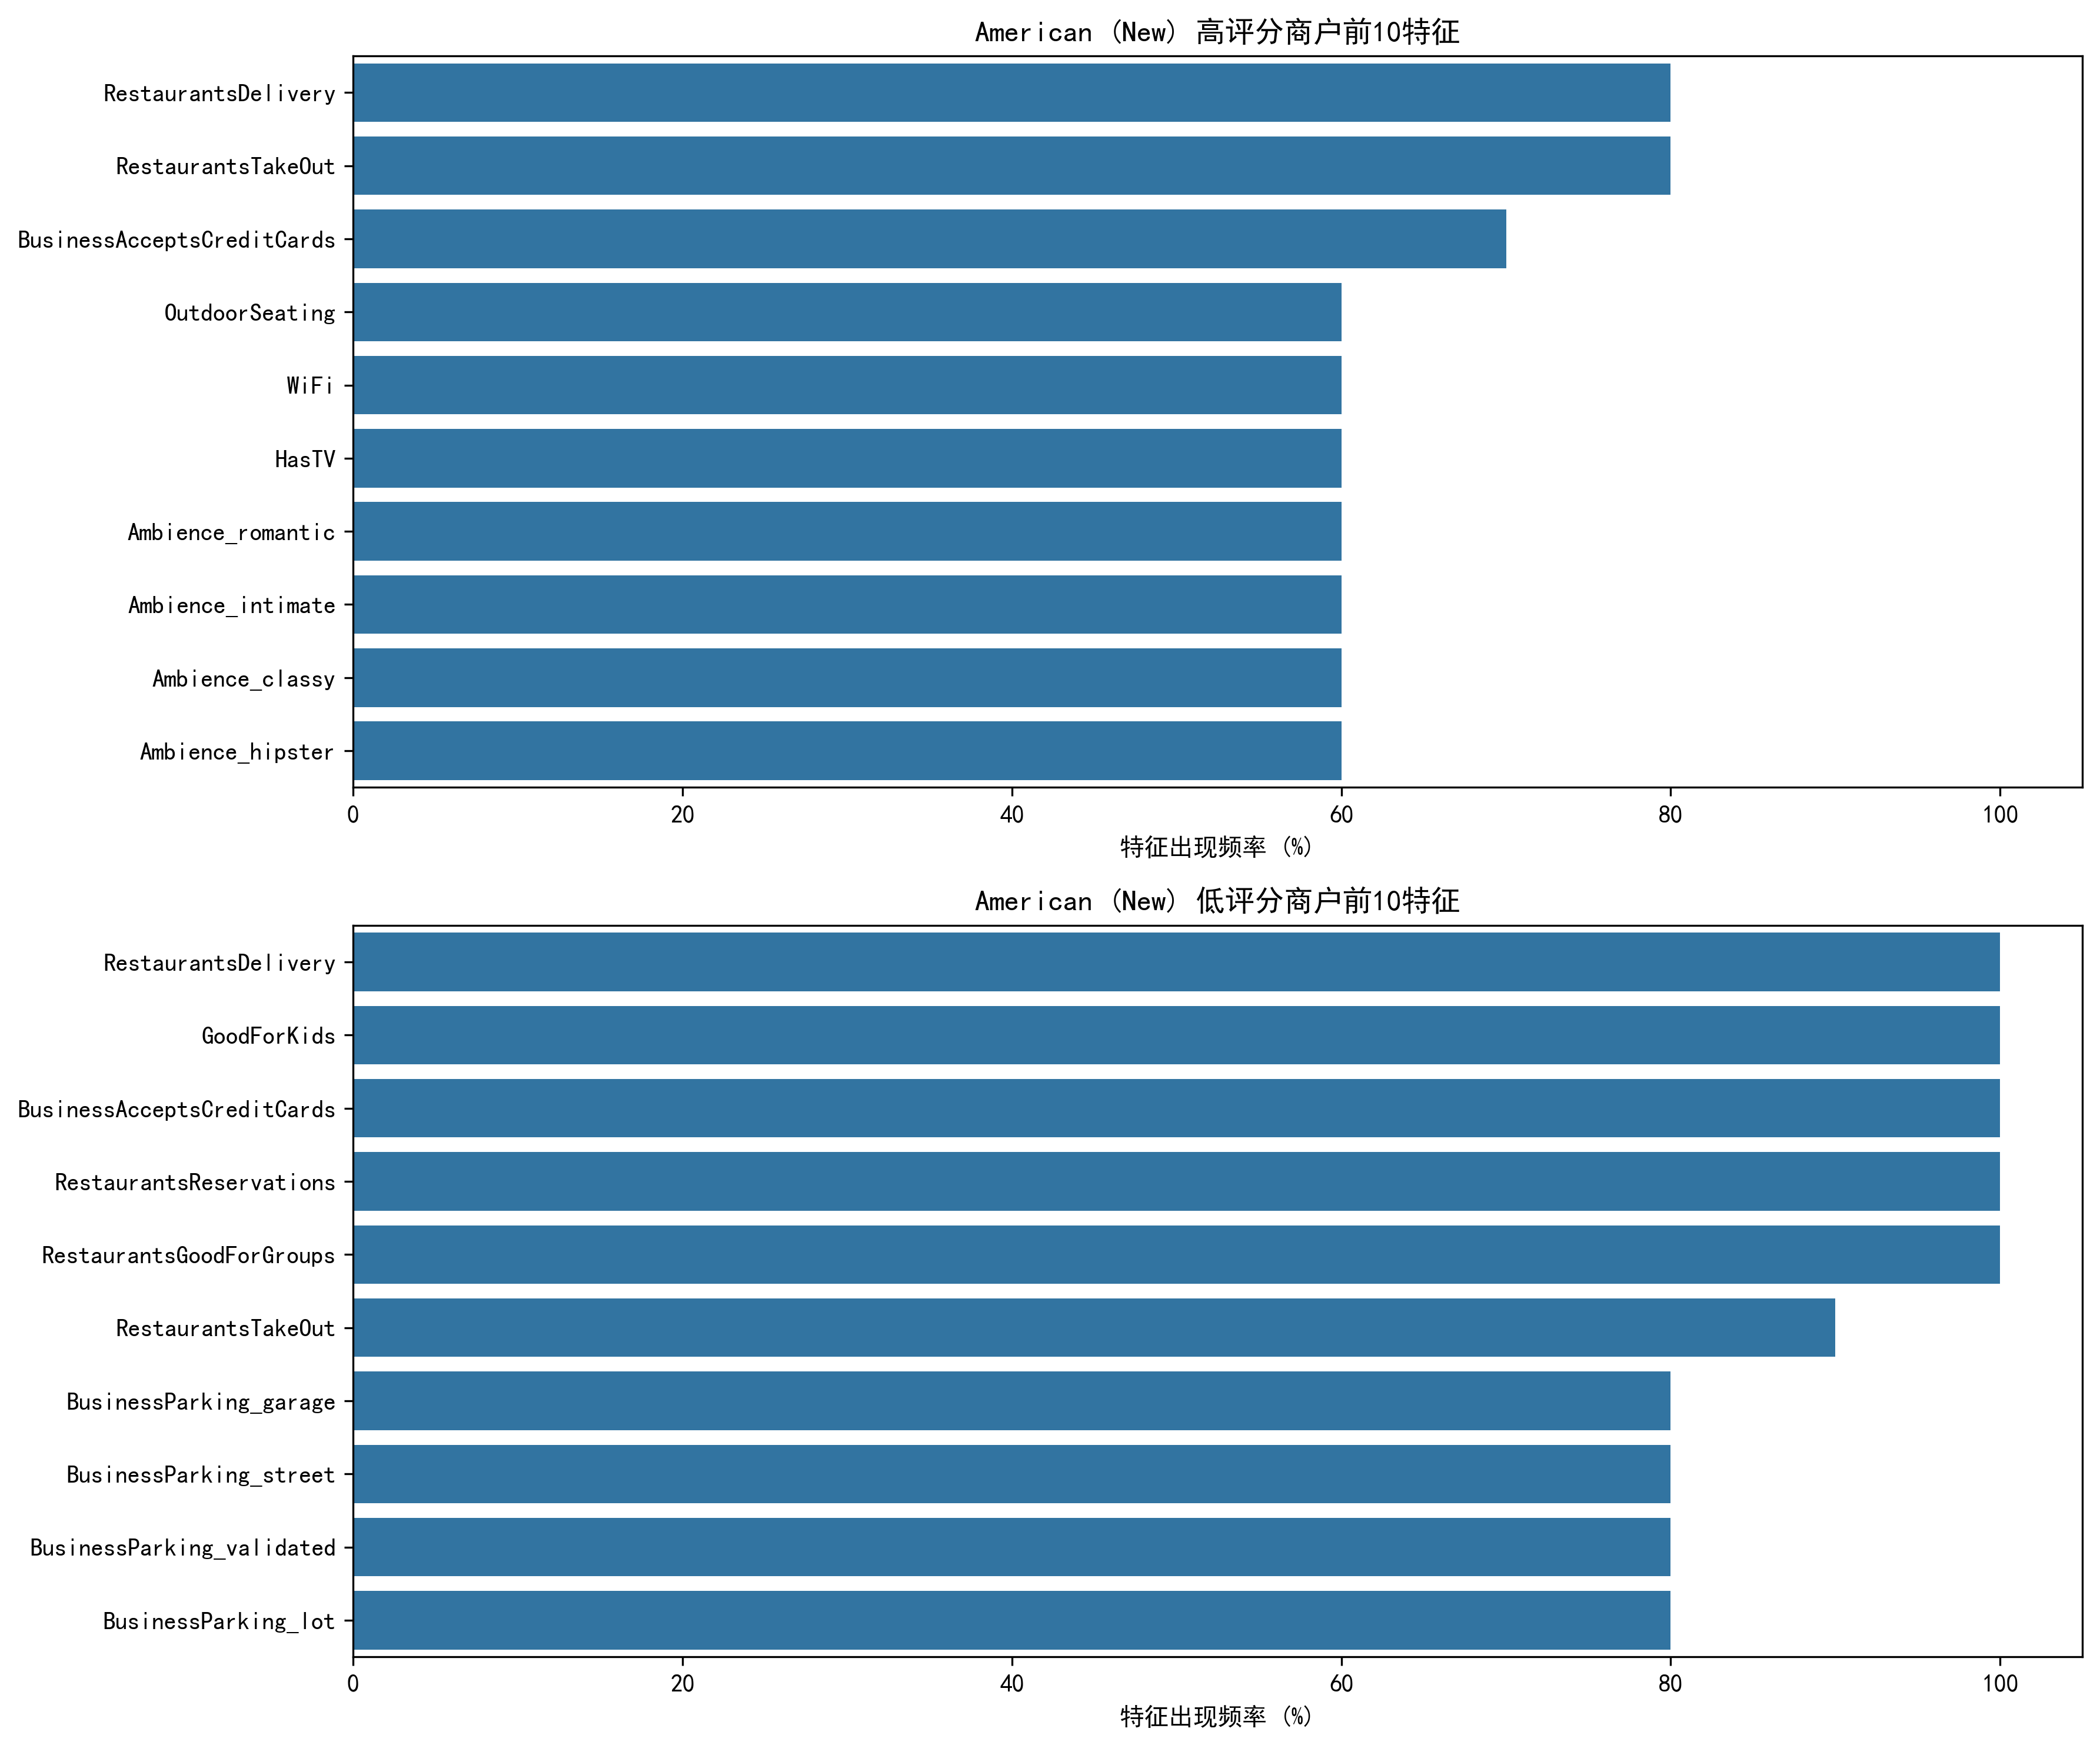 American (New) 高评分商户前10特征
RestaurantsDelivery
RestaurantsTakeOut
BusinessAcceptsCreditCards
OutdoorSeating
WiFi
HasTV
Ambience_romantic
Ambience_intimate
Ambience_classy
Ambience_hipster
0 20 40 60 80 100
特征出现频率 (%)
American (New) 低评分商户前10特征
RestaurantsDelivery
GoodForKids
BusinessAcceptsCreditCards
RestaurantsReservations
RestaurantsGoodForGroups
RestaurantsTakeOut
BusinessParking_garage
BusinessParking_street
BusinessParking_validated
BusinessParking_lot
0 20 40 60 80 100
特征出现频率 (%)